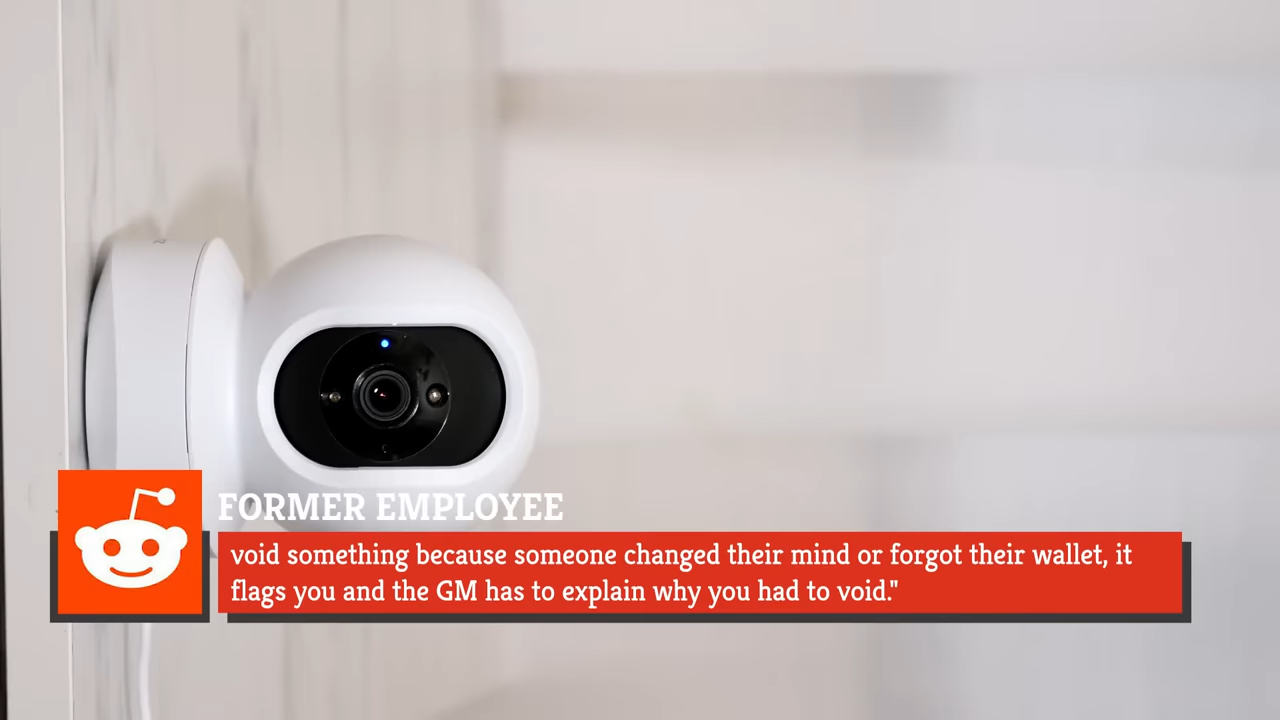 FORMER EMPLOYEE
void something because someone changed their mind or forgot their wallet, it
flags you and the GM has to explain why you had to void."